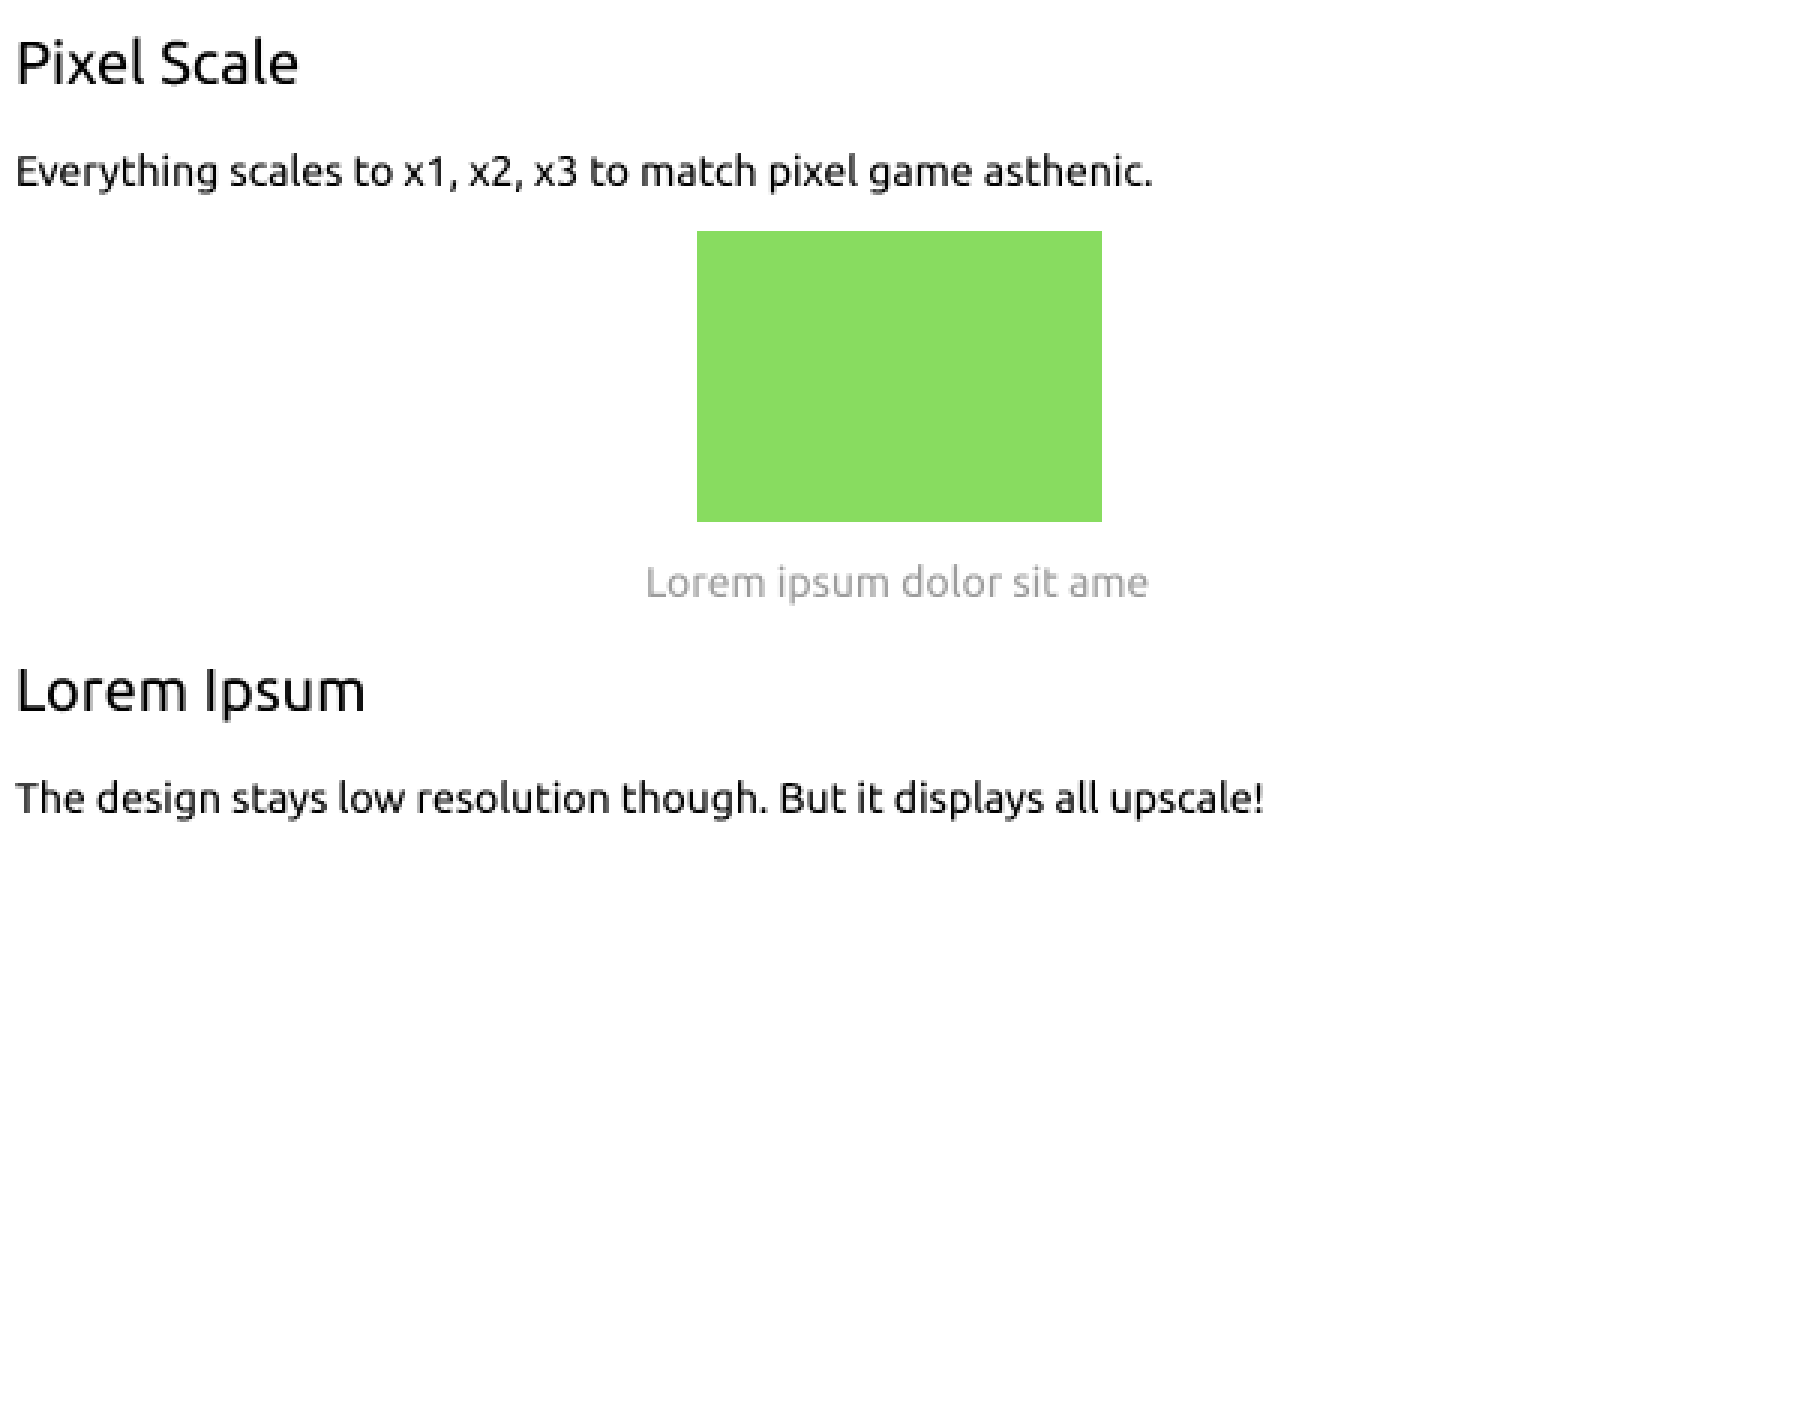 Pixel Scale
Everything scales to x1, x2, x3 to match pixel game asthenic.
Lorem ipsum dolor sit ame
Lorem Ipsum
The design stays low resolution though. But it displays all upscale!